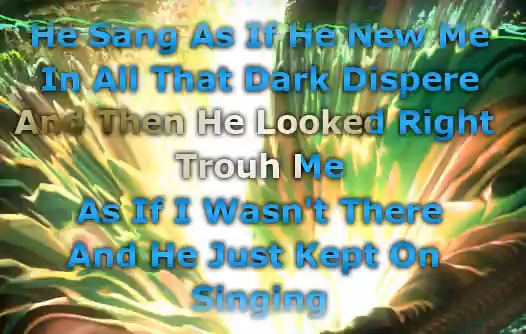 He Sang As If He New Me
In All That Dark Dispere
And Then He Looked Right
Trouh Me
As If I Wasn't There
And He Just Kept On
Singing